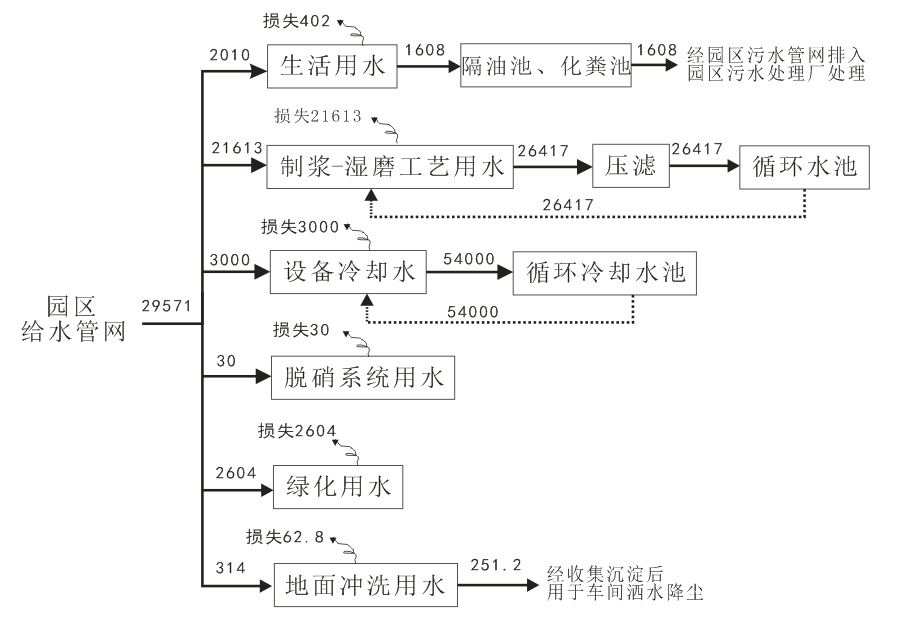 损失402
2010
生活用水
1608
隔油池、化粪池
1608
经园区污水管网排入
园区污水处理厂处理
损失21613
21613
制浆-湿磨工艺用水
26417
压滤
26417
循环水池
26417
损失3000
3000
设备冷却水
54000
循环冷却水池
54000
园区
给水管网
29571
损失30
30
脱硝系统用水
损失2604
2604
绿化用水
损失62.8
314
地面冲洗用水
251.2
经收集沉淀后
用于车间洒水降尘